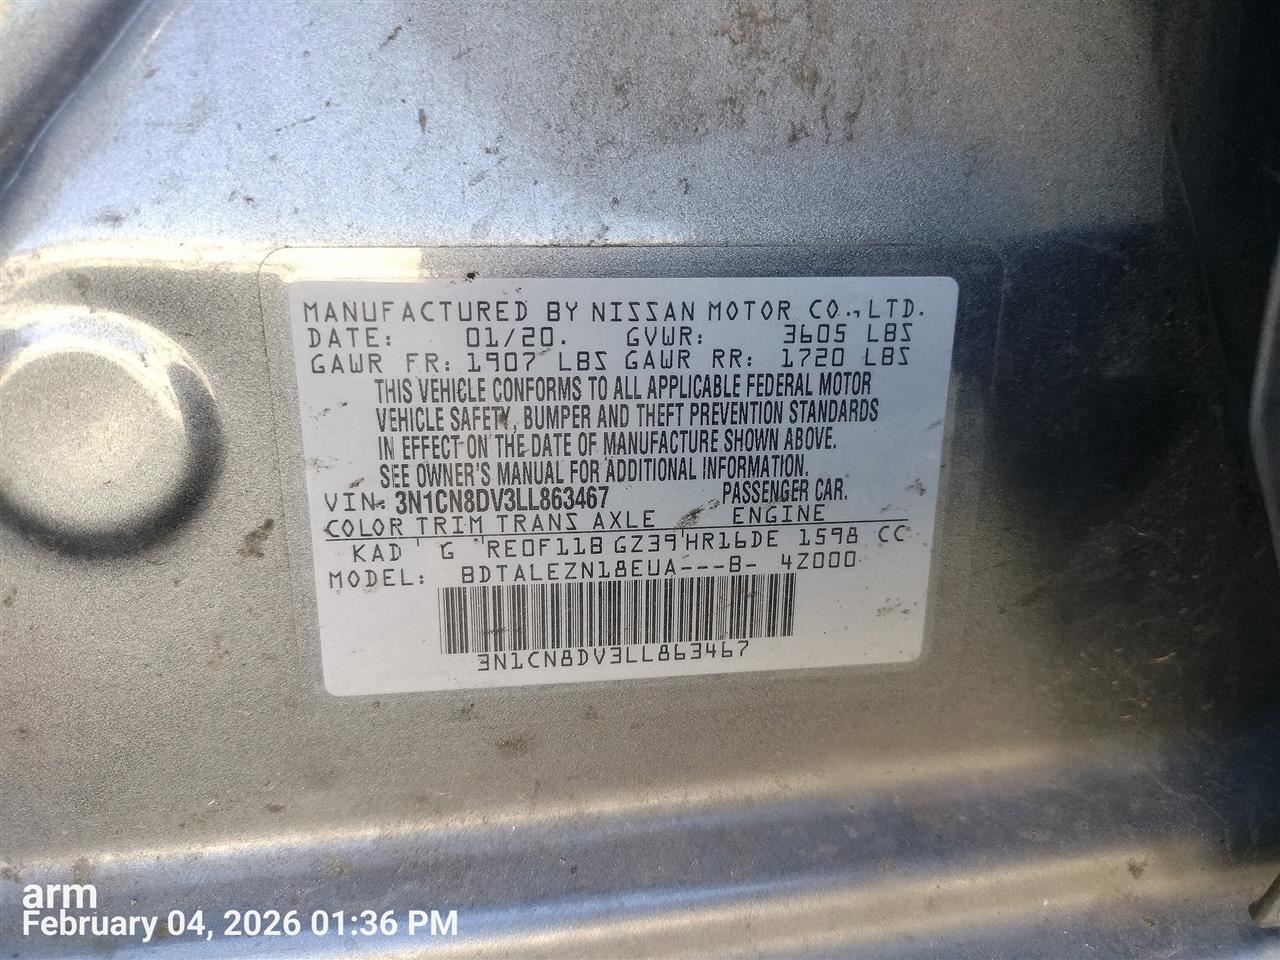 MANUFACTURED BY NISSAN MOTOR CO., LTD.
DATE: 01/20. GVWR: 3605 LBS
GAWR FR: 1907 LBS GAWR RR: 1720 LBS
THIS VEHICLE CONFORMS TO ALL APPLICABLE FEDERAL MOTOR
VEHICLE SAFETY, BUMPER AND THEFT PREVENTION STANDARDS
IN EFFECT ON THE DATE OF MANUFACTURE SHOWN ABOVE.
SEE OWNER'S MANUAL FOR ADDITIONAL INFORMATION.
VIN: 3N1CN8DV3LL863467 PASSENGER CAR.
COLOR TRIM TRANS AXLE ENGINE
KAD G RE0F11B GZ39 HR16DE 1598 CC
MODEL: BDTALEZN18EUA---B- 4Z000
3N1CN8DV3LL863467
arm
February 04, 2026 01:36 PM